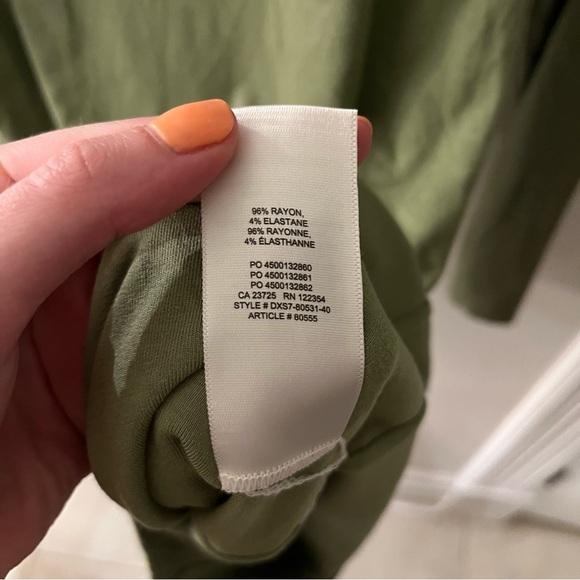 96% RAYON,
4% ELASTANE
96% RAYONNE,
4% ÉLASTHANNE
PO 4500132860
PO 4500132861
PO 4500132862
CA 23725 RN 122354
STYLE # DXS7-80531-40
ARTICLE # 80555